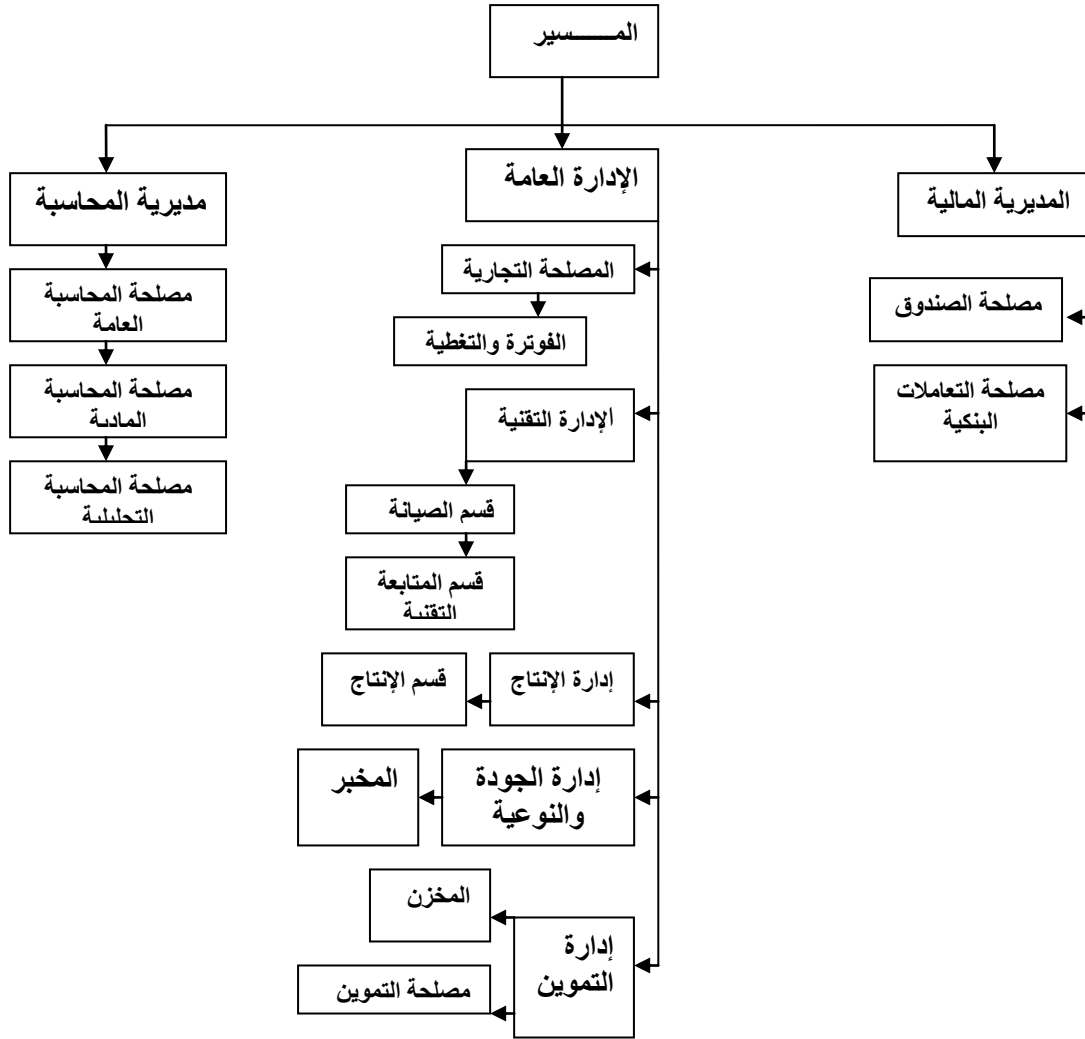 المـــــسير
الإدارة العامة
المديرية المالية
مديرية المحاسبة
المصلحة التجارية
مصلحة المحاسبة
العامة
مصلحة الصندوق
الفوترة والتغطية
مصلحة المحاسبة
المادية
مصلحة التعاملات
البنكية
الإدارة التقنية
مصلحة المحاسبة
التحليلية
قسم الصيانة
قسم المتابعة
التقنية
إدارة الإنتاج
قسم الإنتاج
إدارة الجودة
والنوعية
المخبر
المخزن
إدارة
التموين
مصلحة التموين